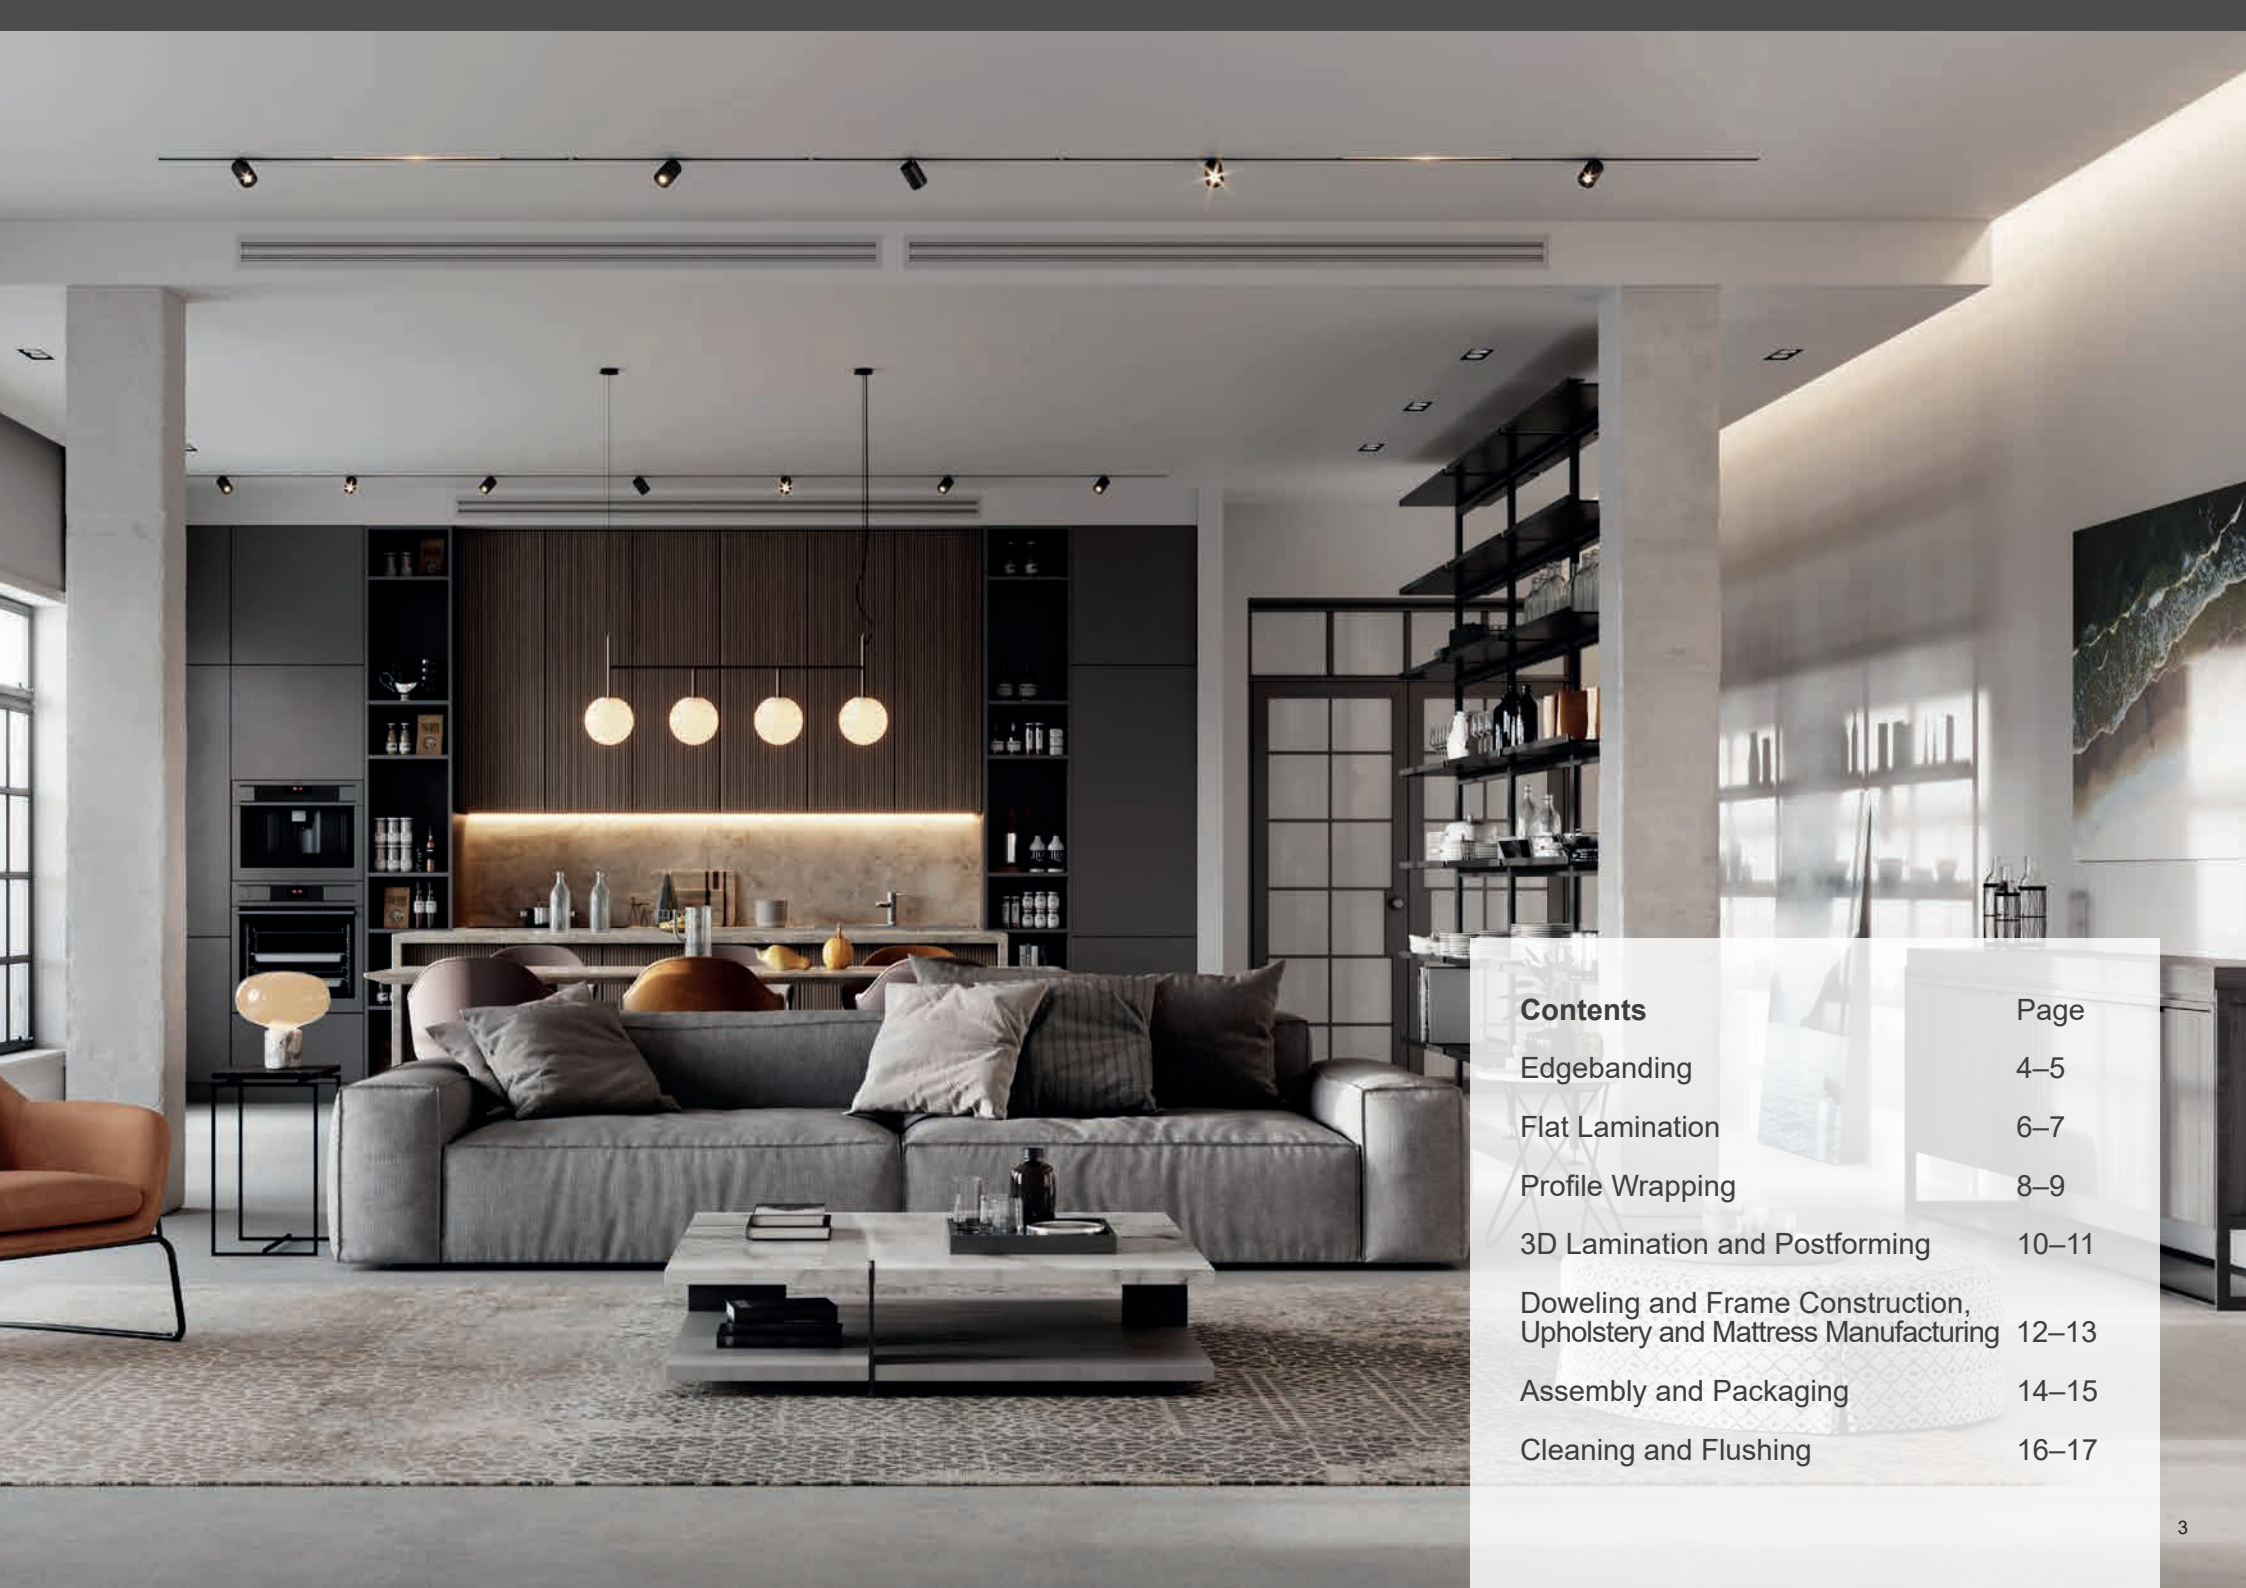 Contents Page
Edgebanding 4–5
Flat Lamination 6–7
Profile Wrapping 8–9
3D Lamination and Postforming 10–11
Doweling and Frame Construction,
Upholstery and Mattress Manufacturing 12–13
Assembly and Packaging 14–15
Cleaning and Flushing 16–17
3